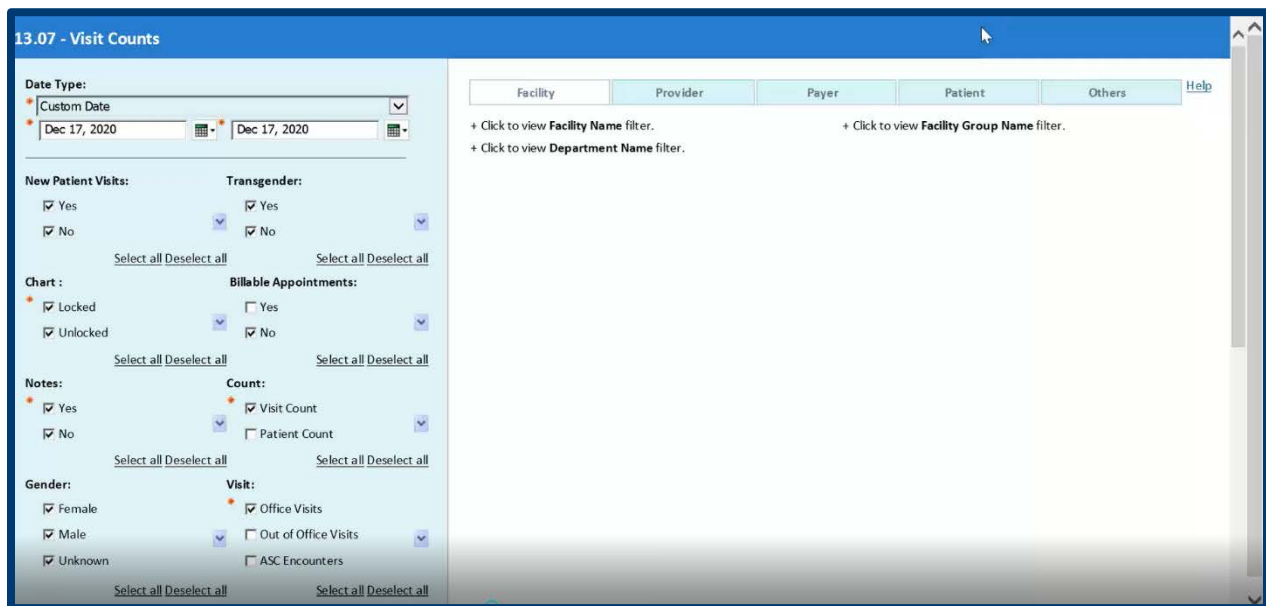 13.07 - Visit Counts
Date Type:
* Custom Date
* Dec 17, 2020 * Dec 17, 2020
New Patient Visits: Transgender:
Yes Yes
No No
Select all Deselect all Select all Deselect all
Chart : Billable Appointments:
* Locked Yes
Unlocked No
Select all Deselect all Select all Deselect all
Notes: Count:
* Yes * Visit Count
No Patient Count
Select all Deselect all Select all Deselect all
Gender: Visit:
Female * Office Visits
Male Out of Office Visits
Unknown ASC Encounters
Select all Deselect all Select all Deselect all
Facility Provider Payer Patient Others Help
+ Click to view Facility Name filter. + Click to view Facility Group Name filter.
+ Click to view Department Name filter.